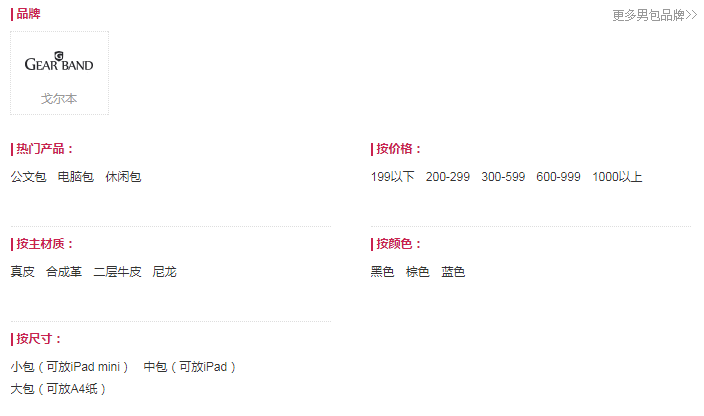 品牌
更多男包品牌>>
GEAR BAND
戈尔本
热门产品：
公文包 电脑包 休闲包
按价格：
199以下 200-299 300-599 600-999 1000以上
按主材质：
真皮 合成革 二层牛皮 尼龙
按颜色：
黑色 棕色 蓝色
按尺寸：
小包（可放iPad mini） 中包（可放iPad）
大包（可放A4纸）